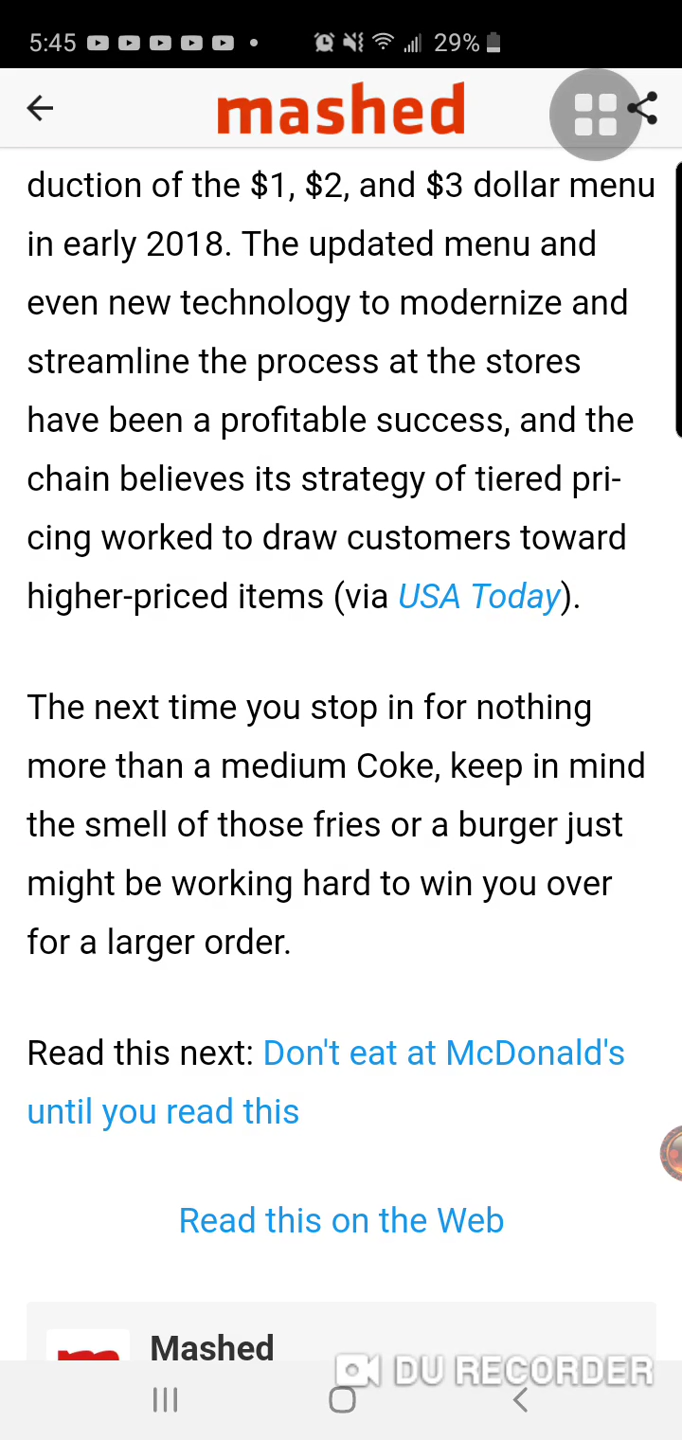 5:45 29%
mashed
duction of the $1, $2, and $3 dollar menu
in early 2018. The updated menu and
even new technology to modernize and
streamline the process at the stores
have been a profitable success, and the
chain believes its strategy of tiered pri-
cing worked to draw customers toward
higher-priced items (via USA Today).
The next time you stop in for nothing
more than a medium Coke, keep in mind
the smell of those fries or a burger just
might be working hard to win you over
for a larger order.
Read this next: Don't eat at McDonald's
until you read this
Read this on the Web
Mashed
DU RECORDER